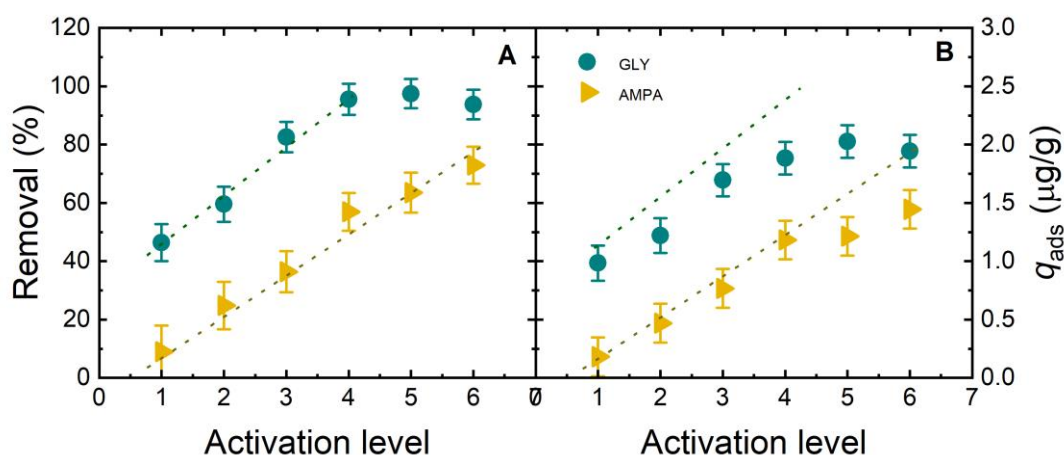 120
100
80
60
40
20
0
Removal (%)
A
0 1 2 3 4 5 6 7
Activation level
B
GLY
AMPA
0 1 2 3 4 5 6 7
Activation level
3.0
2.5
2.0
1.5
1.0
0.5
0.0
qads (μg/g)